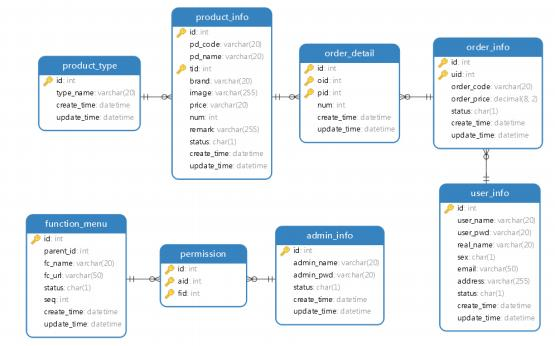 product_info
id: int
pd_code: varchar(20)
pd_name: varchar(20)
tid: int
brand: varchar(20)
image: varchar(255)
price: varchar(20)
num: int
remark: varchar(255)
status: char(1)
create_time: datetime
update_time: datetime
product_type
id: int
type_name: varchar(20)
create_time: datetime
update_time: datetime
order_detail
id: int
oid: int
pid: int
num: int
create_time: datetime
update_time: datetime
order_info
id: int
uid: int
order_code: varchar(20)
order_price: decimal(8, 2)
status: char(1)
create_time: datetime
update_time: datetime
user_info
id: int
user_name: varchar(20)
user_pwd: varchar(20)
real_name: varchar(20)
sex: char(1)
email: varchar(50)
address: varchar(255)
status: char(1)
create_time: datetime
update_time: datetime
function_menu
id: int
parent_id: int
fc_name: varchar(20)
fc_url: varchar(50)
status: char(1)
seq: int
create_time: datetime
update_time: datetime
permission
id: int
aid: int
fid: int
admin_info
id: int
admin_name: varchar(20)
admin_pwd: varchar(20)
status: char(1)
create_time: datetime
update_time: datetime